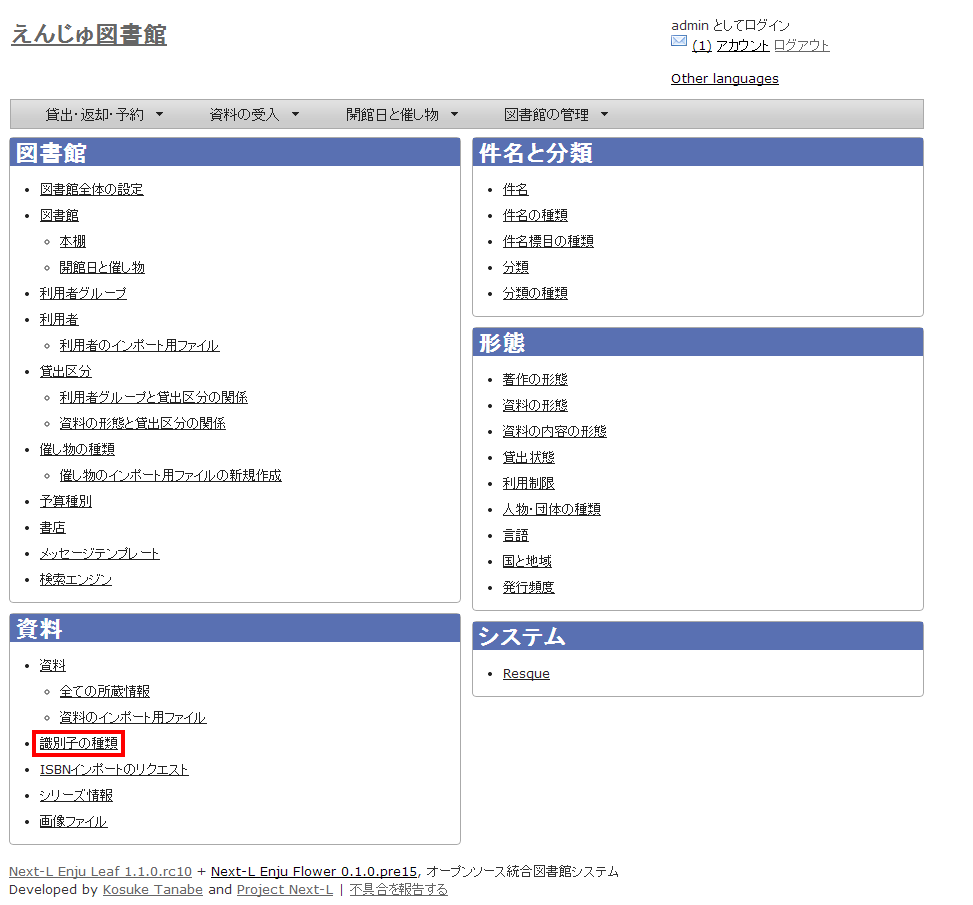 えんじゅ図書館
admin としてログイン
(1) アカウント ログアウト
Other languages
貸出・返却・予約 資料の受入 開館日と催し物 図書館の管理
図書館
図書館全体の設定
図書館
本棚
開館日と催し物
利用者グループ
利用者
利用者のインポート用ファイル
貸出区分
利用者グループと貸出区分の関係
資料の形態と貸出区分の関係
催し物の種類
催し物のインポート用ファイルの新規作成
予算種別
書店
メッセージテンプレート
検索エンジン
資料
資料
全ての所蔵情報
資料のインポート用ファイル
識別子の種類
ISBNインポートのリクエスト
シリーズ情報
画像ファイル
件名と分類
件名
件名の種類
件名標目の種類
分類
分類の種類
形態
著作の形態
資料の形態
資料の内容の形態
貸出状態
利用制限
人物・団体の種類
言語
国と地域
発行頻度
システム
Resque
Next-L Enju Leaf 1.1.0.rc10 + Next-L Enju Flower 0.1.0.pre15, オープンソース統合図書館システム
Developed by Kosuke Tanabe and Project Next-L | 不具合を報告する